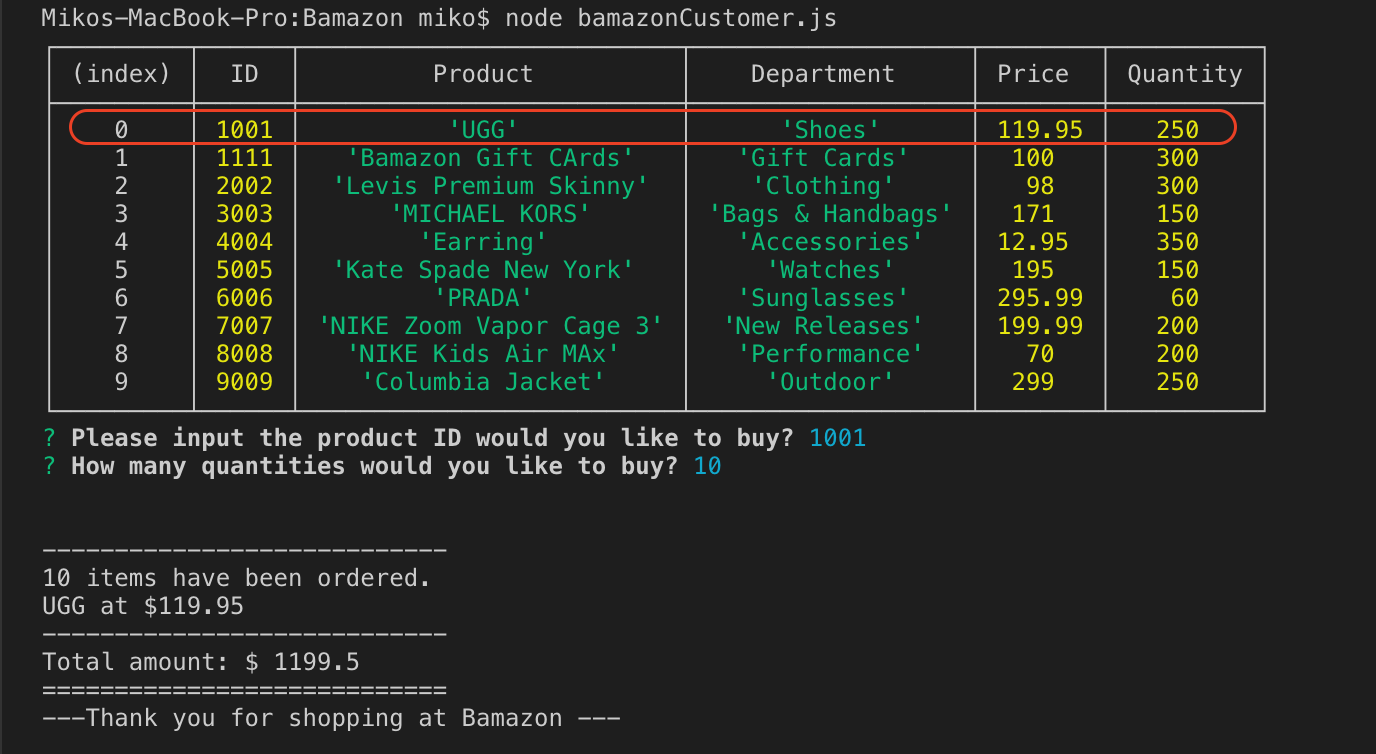 Mikos-MacBook-Pro:Bamazon miko$ node bamazonCustomer.js
(index) ID Product Department Price Quantity
0 1001 'UGG' 'Shoes' 119.95 250
1 1111 'Bamazon Gift CArds' 'Gift Cards' 100 300
2 2002 'Levis Premium Skinny' 'Clothing' 98 300
3 3003 'MICHAEL KORS' 'Bags & Handbags' 171 150
4 4004 'Earring' 'Accessories' 12.95 350
5 5005 'Kate Spade New York' 'Watches' 195 150
6 6006 'PRADA' 'Sunglasses' 295.99 60
7 7007 'NIKE Zoom Vapor Cage 3' 'New Releases' 199.99 200
8 8008 'NIKE Kids Air MAx' 'Performance' 70 200
9 9009 'Columbia Jacket' 'Outdoor' 299 250
? Please input the product ID would you like to buy? 1001
? How many quantities would you like to buy? 10
----------------------------
10 items have been ordered.
UGG at $119.95
----------------------------
Total amount: $ 1199.5
============================
---Thank you for shopping at Bamazon ---